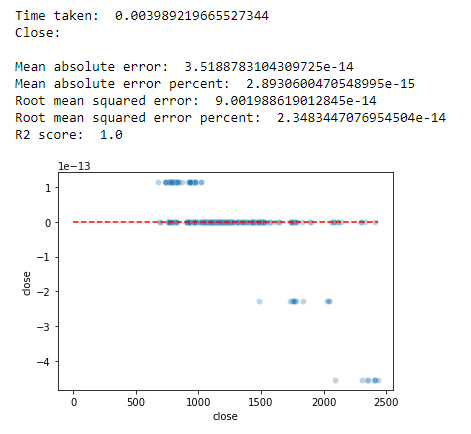 Time taken:  0.003989219665527344
Close:
Mean absolute error:  3.5188783104309725e-14
Mean absolute error percent:  2.8930600470548995e-15
Root mean squared error:  9.001988619012845e-14
Root mean squared error percent:  2.3483447076954504e-14
R2 score:  1.0
1e−13
1
0
−1
−2
−3
−4
close
0 500 1000 1500 2000 2500
close